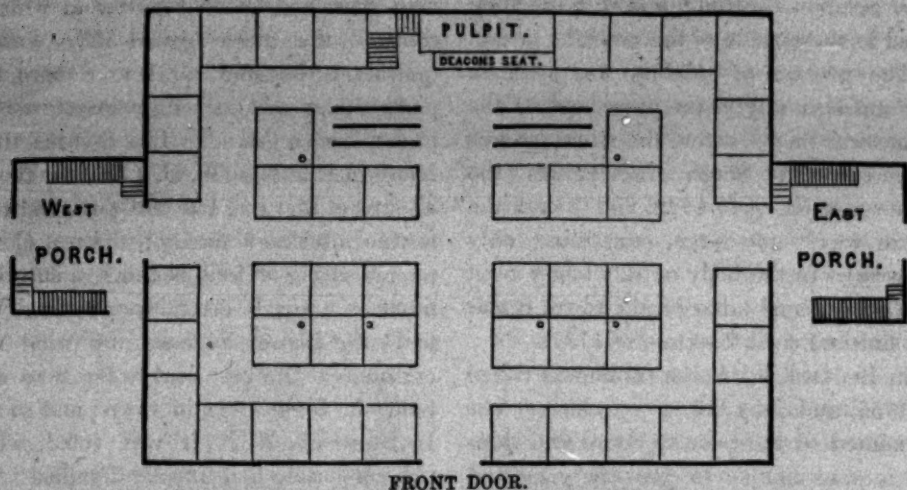 PULPIT.
DEACONS SEAT.
WEST
PORCH.
EAST
PORCH.
FRONT DOOR.